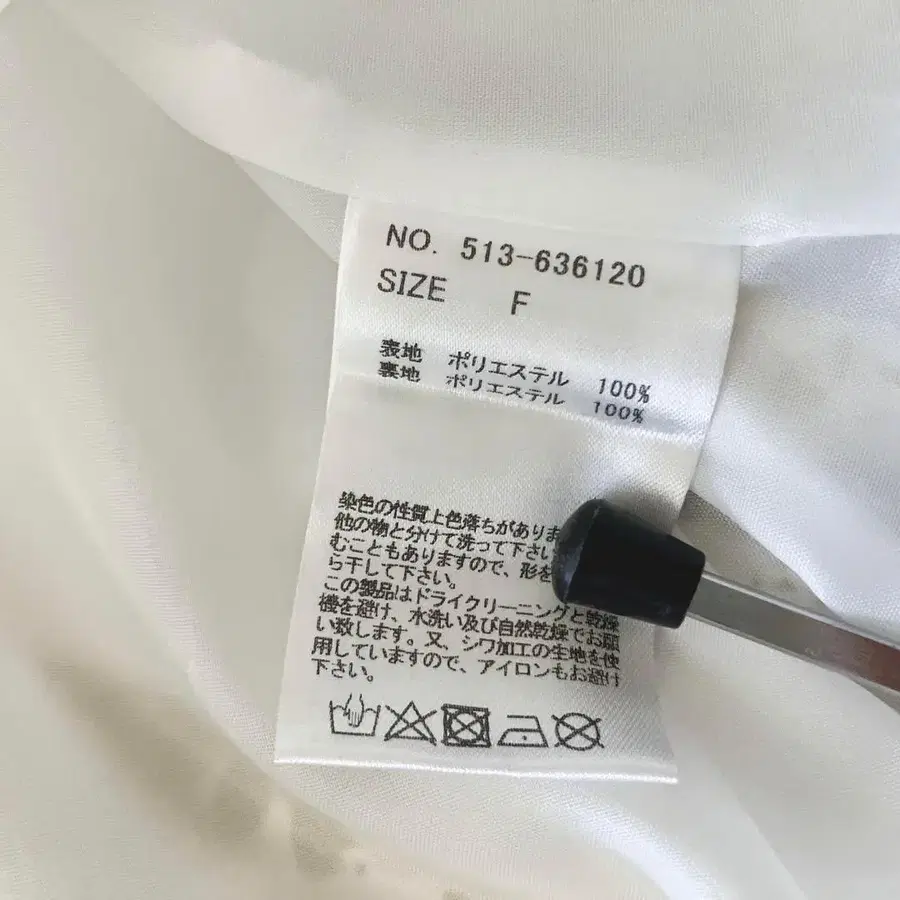 NO. 513-636120
SIZE F
表地 ポリエステル 100%
裏地 ポリエステル 100%
染色の性質上色落ちがありま
他の物と分けて洗って下さい
むこともありますので、形を
ら干して下さい。
この製品はドライクリーニングと乾燥
機を避け、水洗い及び自然乾燥でお願
い致します。又、シワ加工の生地を使
用していますので、アイロンもお避け
下さい。